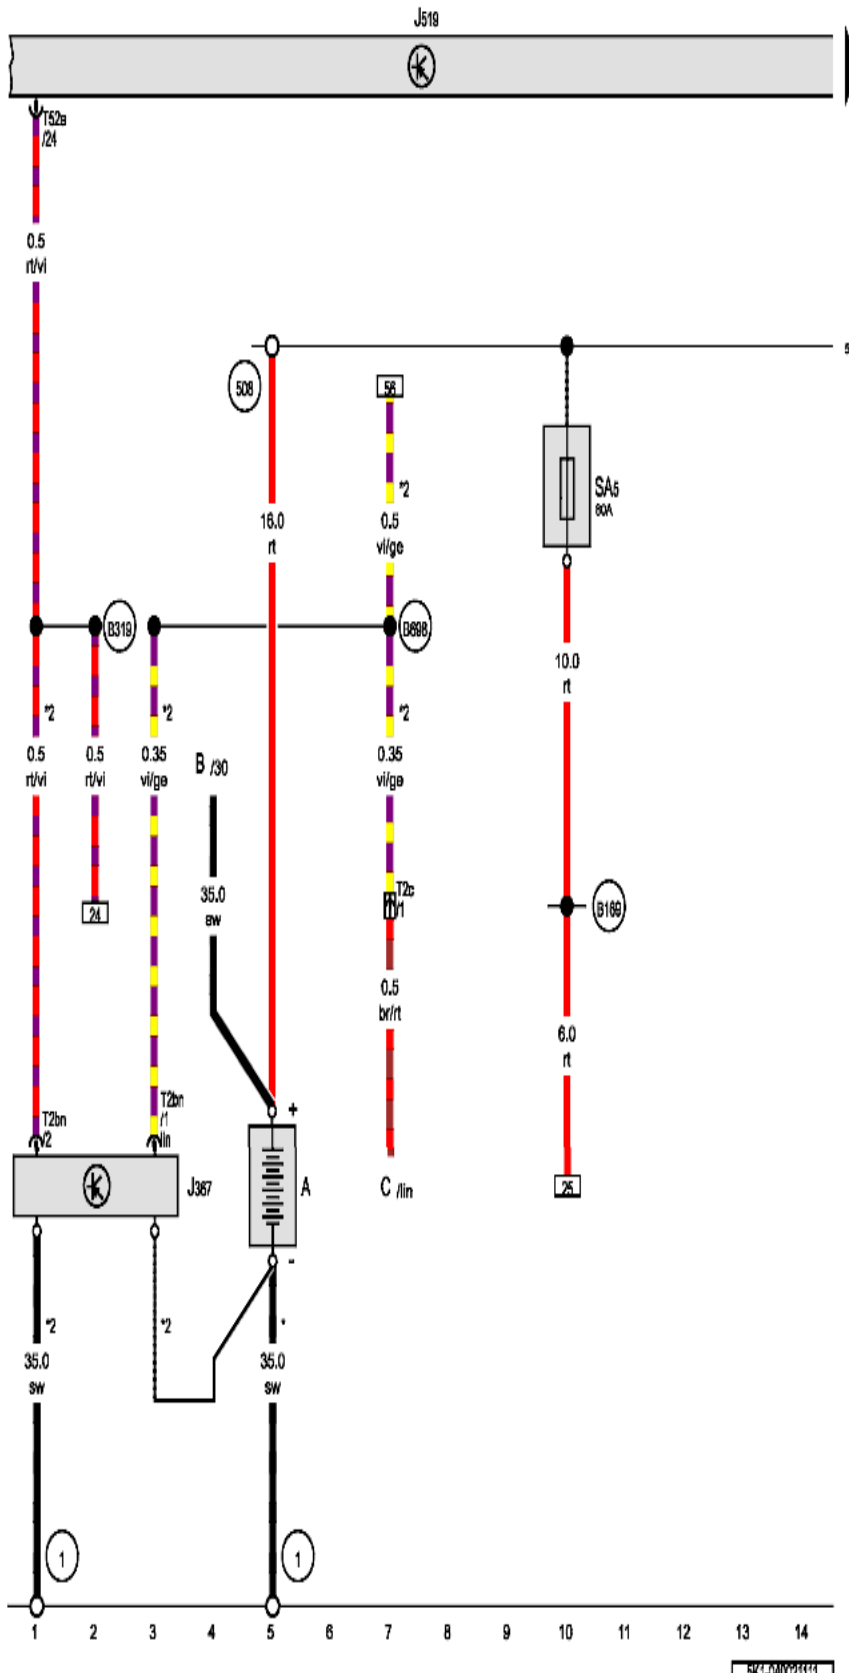 J519
T52a
/24
0.5
rt/vi
508
56
*2
16.0
rt
0.5
vi/ge
SA5
80A
B319
B698
10.0
rt
*2
*2
*2
0.5
rt/vi
0.5
rt/vi
0.35
vi/ge
B /30
0.35
vi/ge
35.0
sw
T2c
/1
24
B169
0.5
br/rt
6.0
rt
T2bn
/2
T2bn
/1
lin
+
J367
A
C /lin
25
-
*2
*2
*
35.0
sw
35.0
sw
1
1
1 2 3 4 5 6 7 8 9 10 11 12 13 14